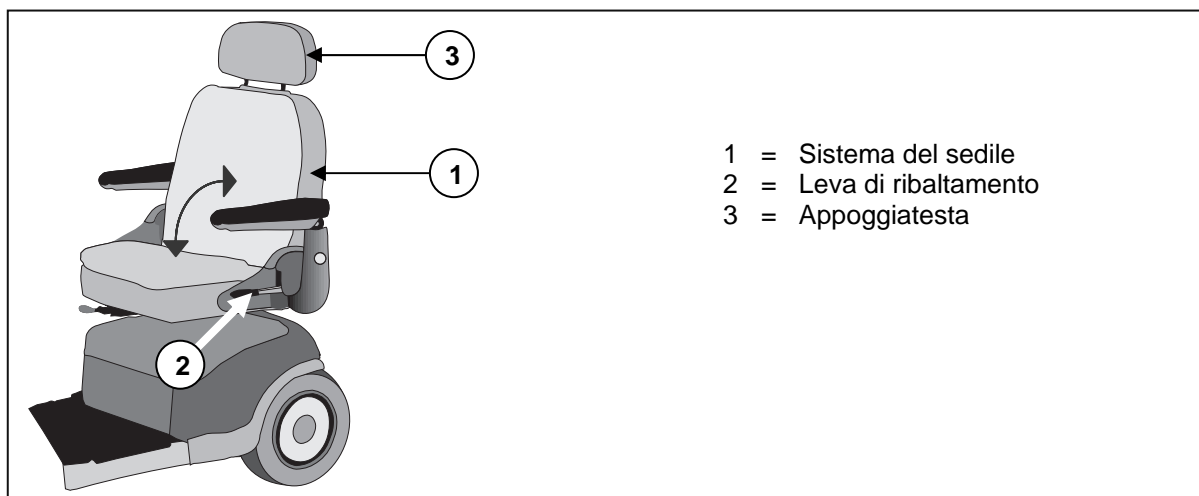 3
1
2
1 = Sistema del sedile
2 = Leva di ribaltamento
3 = Appoggiatesta